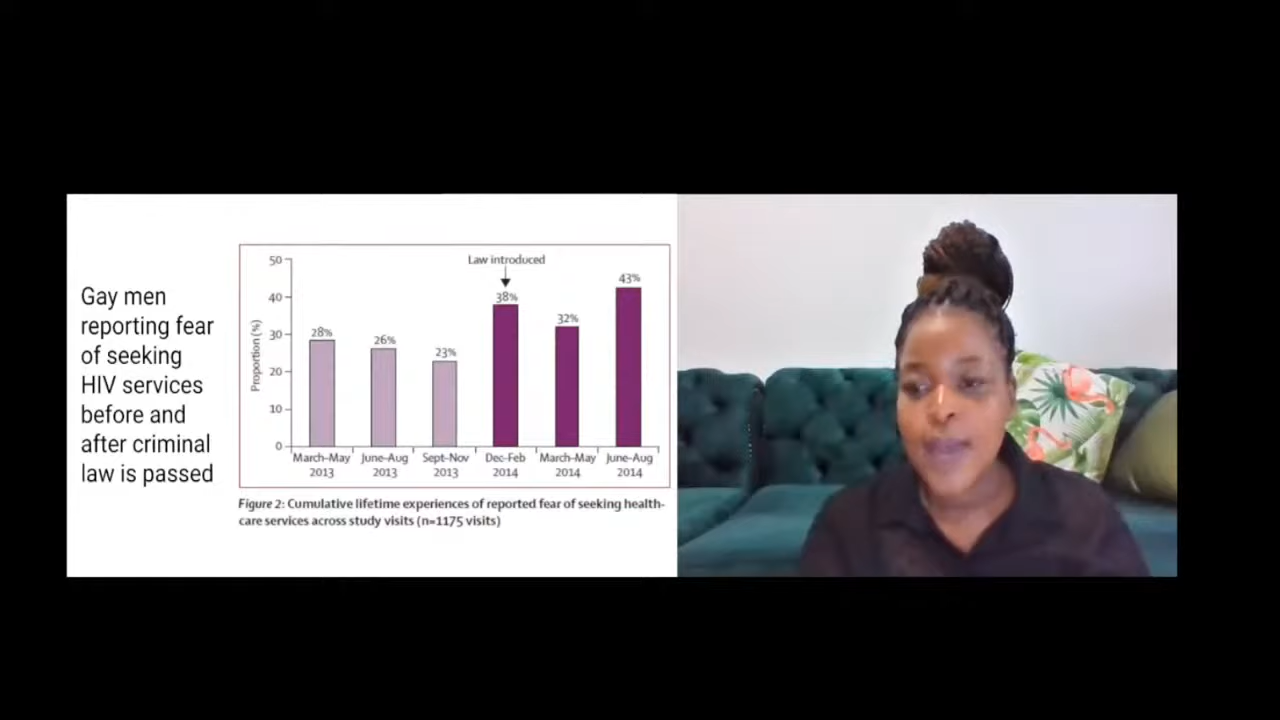 Gay men
reporting fear
of seeking
HIV services
before and
after criminal
law is passed
Law introduced
50
40
30
20
10
0
Proportion (%)
28%
26%
23%
38%
32%
43%
March–May
2013
June–Aug
2013
Sept–Nov
2013
Dec–Feb
2014
March–May
2014
June–Aug
2014
Figure 2: Cumulative lifetime experiences of reported fear of seeking health-
care services across study visits (n=1175 visits)